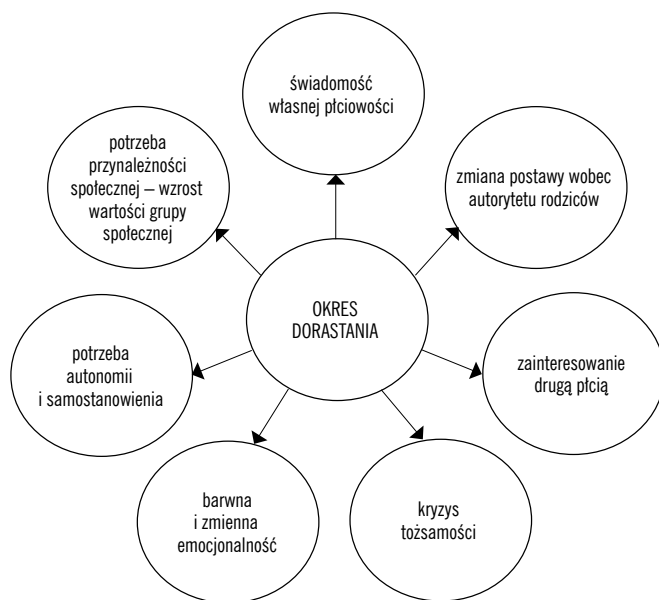 świadomość
własnej płciowości
potrzeba
przynależności
społecznej – wzrost
wartości grupy
społecznej
zmiana postawy wobec
autorytetu rodziców
OKRES
DORASTANIA
potrzeba
autonomii
i samostanowienia
zainteresowanie
drugą płcią
barwna
i zmienna
emocjonalność
kryzys
tożsamości